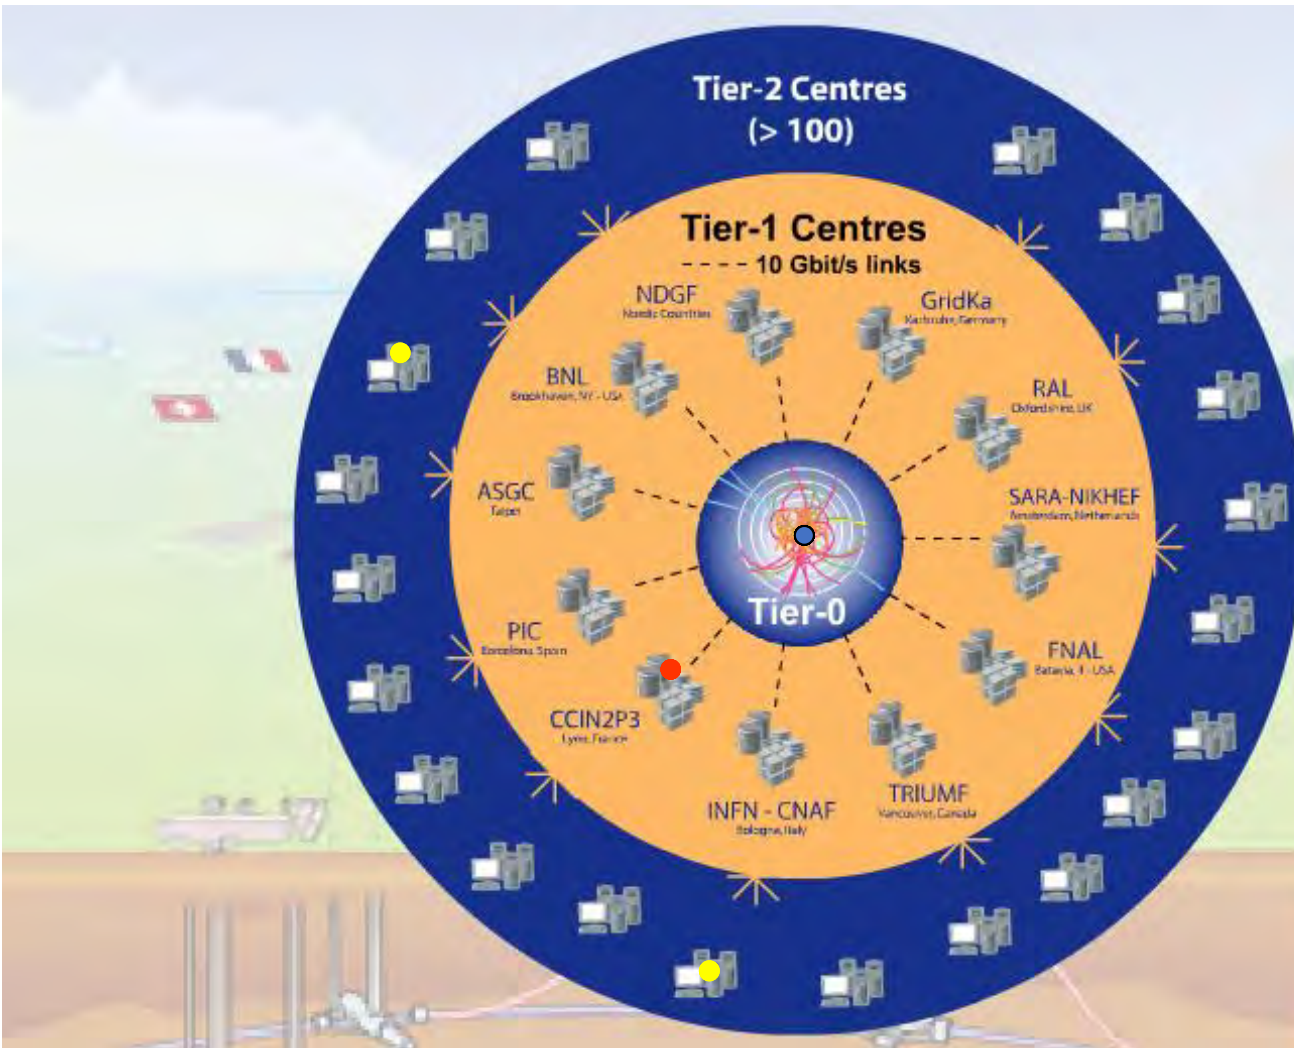 Tier-2 Centres
(> 100)
Tier-1 Centres
---- 10 Gbit/s links
NDGF
Nordic Countries
GridKa
Karlsruhe, Germany
BNL
Brookhaven, NY - USA
RAL
Oxfordshire, UK
ASGC
Taipei
SARA-NIKHEF
Amsterdam, Netherlands
Tier-0
PIC
Barcelona, Spain
FNAL
Batavia, Il - USA
CCIN2P3
Lyon, France
TRIUMF
Vancouver, Canada
INFN - CNAF
Bologna, Italy